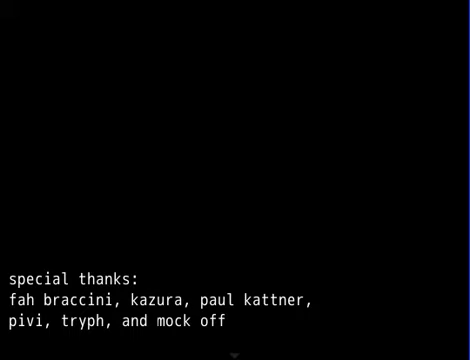 special thanks:
fah braccini, kazura, paul kattner,
pivi, tryph, and mock off